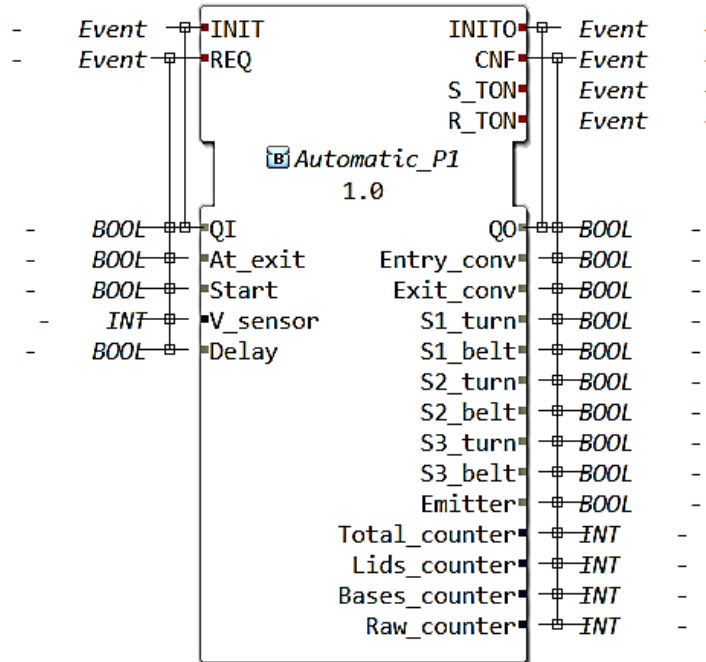 - Event INIT INITO Event -
- Event REQ CNF Event -
S_TON Event -
R_TON Event -
B Automatic_P1
1.0
- BOOL QI QO BOOL -
- BOOL At_exit Entry_conv BOOL -
- BOOL Start Exit_conv BOOL -
- INT V_sensor S1_turn BOOL -
- BOOL Delay S1_belt BOOL -
S2_turn BOOL -
S2_belt BOOL -
S3_turn BOOL -
S3_belt BOOL -
Emitter BOOL -
Total_counter INT -
Lids_counter INT -
Bases_counter INT -
Raw_counter INT -